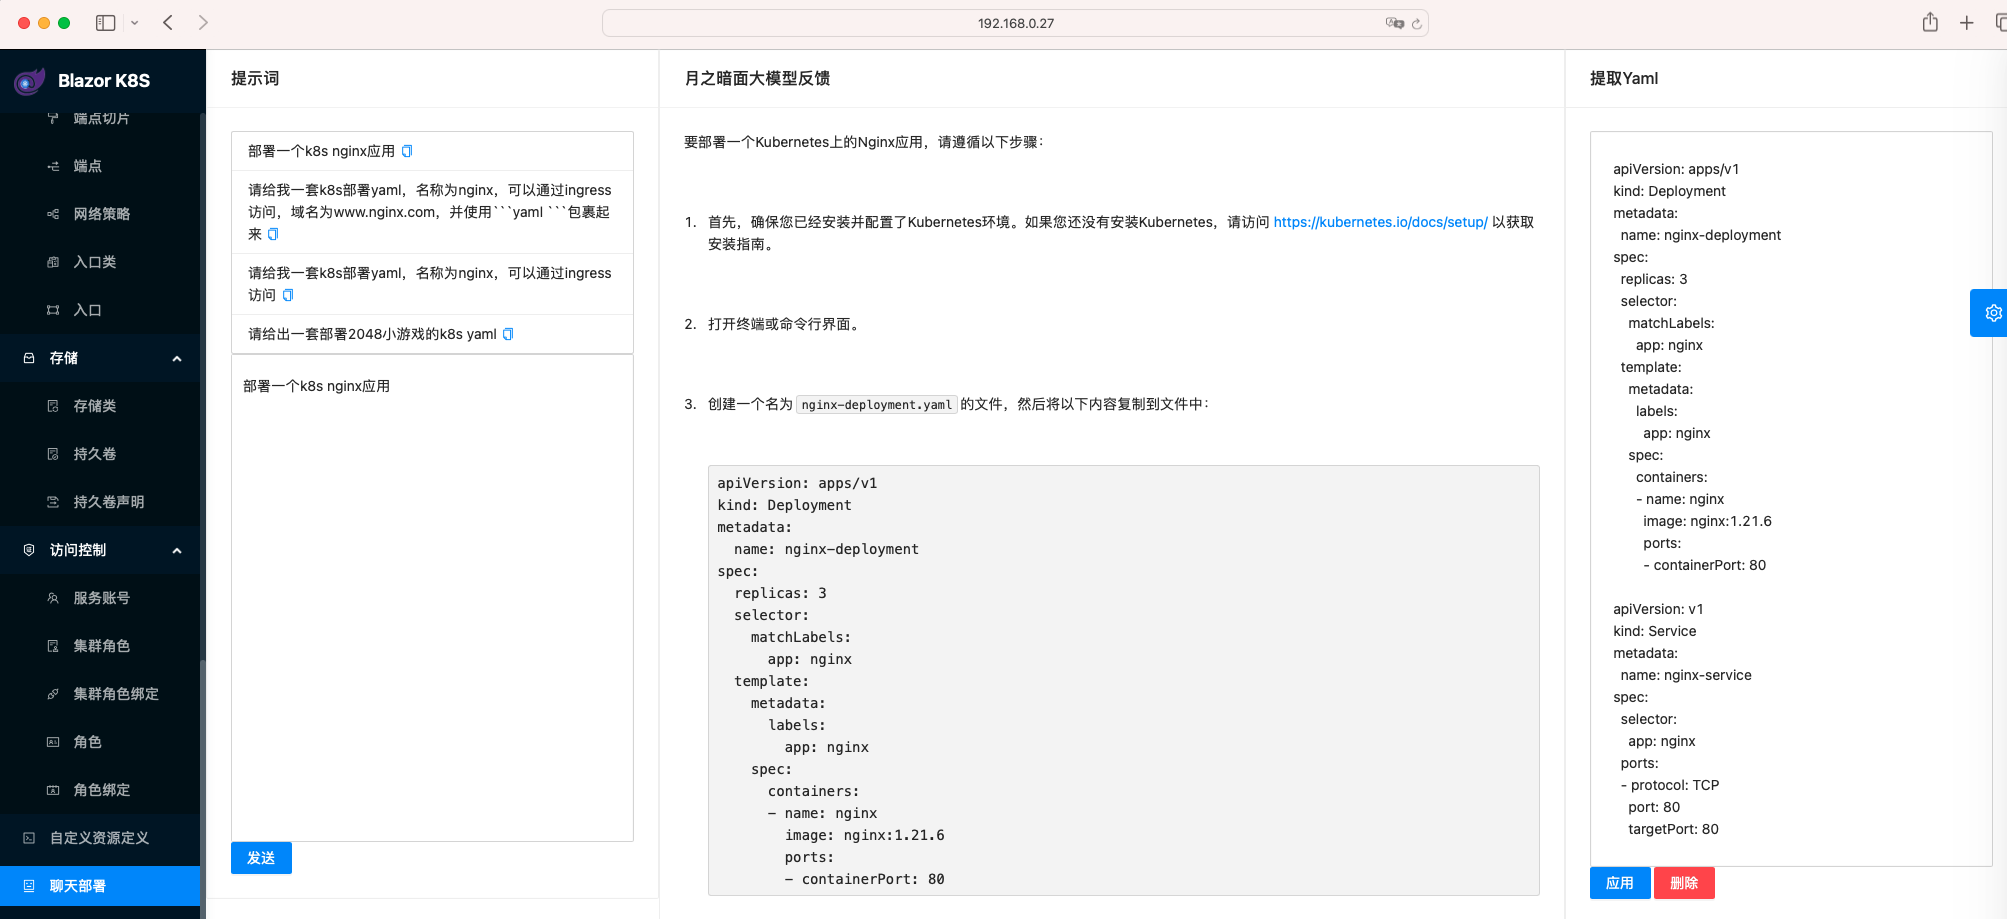 192.168.0.27
Blazor K8S
端点切片
端点
网络策略
入口类
入口
存储
存储类
持久卷
持久卷声明
访问控制
服务账号
集群角色
集群角色绑定
角色
角色绑定
自定义资源定义
聊天部署
提示词
部署一个k8s nginx应用
请给我一套k8s部署yaml，名称为nginx，可以通过ingress
访问，域名为www.nginx.com，并使用```yaml ```包裹起
来
请给我一套k8s部署yaml，名称为nginx，可以通过ingress
访问
请给出一套部署2048小游戏的k8s yaml
部署一个k8s nginx应用
发送
月之暗面大模型反馈
要部署一个Kubernetes上的Nginx应用，请遵循以下步骤：
1. 首先，确保您已经安装并配置了Kubernetes环境。如果您还没有安装Kubernetes，请访问 https://kubernetes.io/docs/setup/ 以获取
安装指南。
2. 打开终端或命令行界面。
3. 创建一个名为 nginx-deployment.yaml 的文件，然后将以下内容复制到文件中：
apiVersion: apps/v1
kind: Deployment
metadata:
  name: nginx-deployment
spec:
  replicas: 3
  selector:
    matchLabels:
      app: nginx
  template:
    metadata:
      labels:
        app: nginx
    spec:
      containers:
      - name: nginx
        image: nginx:1.21.6
        ports:
        - containerPort: 80
提取Yaml
apiVersion: apps/v1
kind: Deployment
metadata:
  name: nginx-deployment
spec:
  replicas: 3
  selector:
    matchLabels:
      app: nginx
  template:
    metadata:
      labels:
        app: nginx
    spec:
      containers:
      - name: nginx
        image: nginx:1.21.6
        ports:
        - containerPort: 80
apiVersion: v1
kind: Service
metadata:
  name: nginx-service
spec:
  selector:
    app: nginx
  ports:
  - protocol: TCP
    port: 80
    targetPort: 80
应用
删除